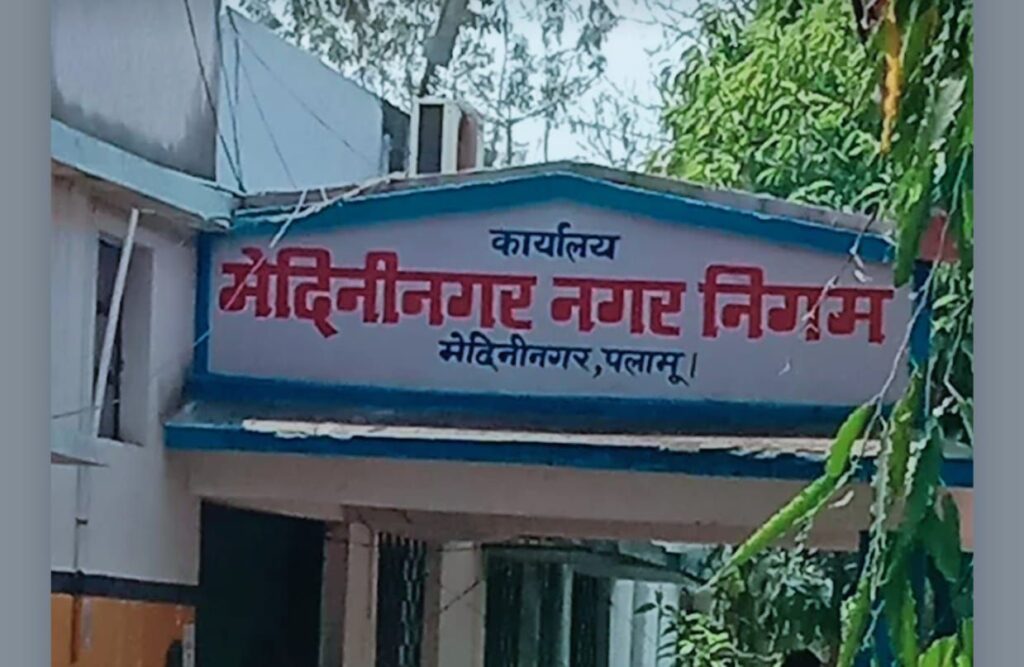 कार्यालय
मेदिनीनगर नगर निगम
मेदिनीनगर, पलामू।